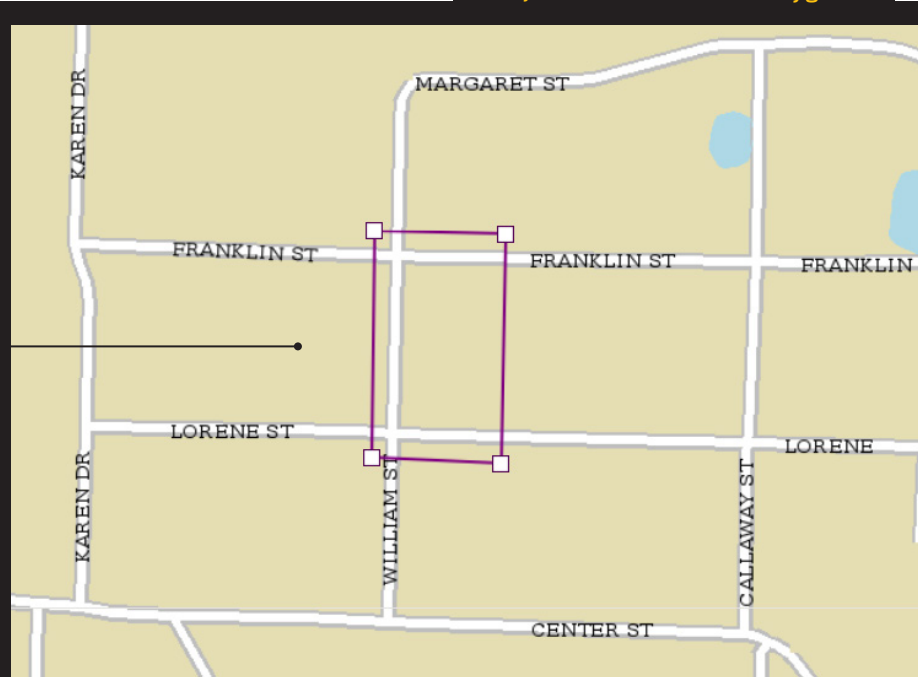 KAREN DR
MARGARET ST
FRANKLIN ST
FRANKLIN ST
FRANKLIN
LORENE ST
LORENE
KAREN DR
WILLIAM ST
CALLAWAY ST
CENTER ST